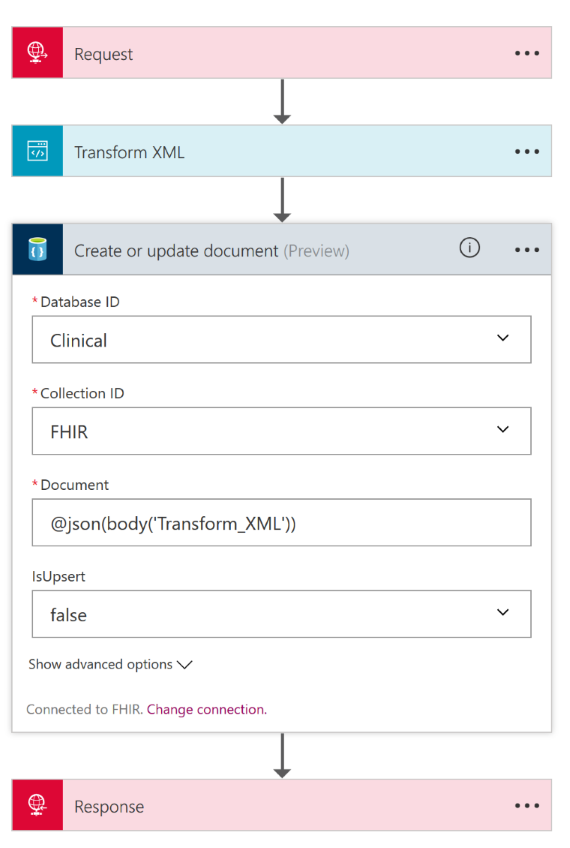 Request
Transform XML
Create or update document (Preview)
* Database ID
Clinical
* Collection ID
FHIR
* Document
@json(body('Transform_XML'))
IsUpsert
false
Show advanced options
Connected to FHIR. Change connection.
Response